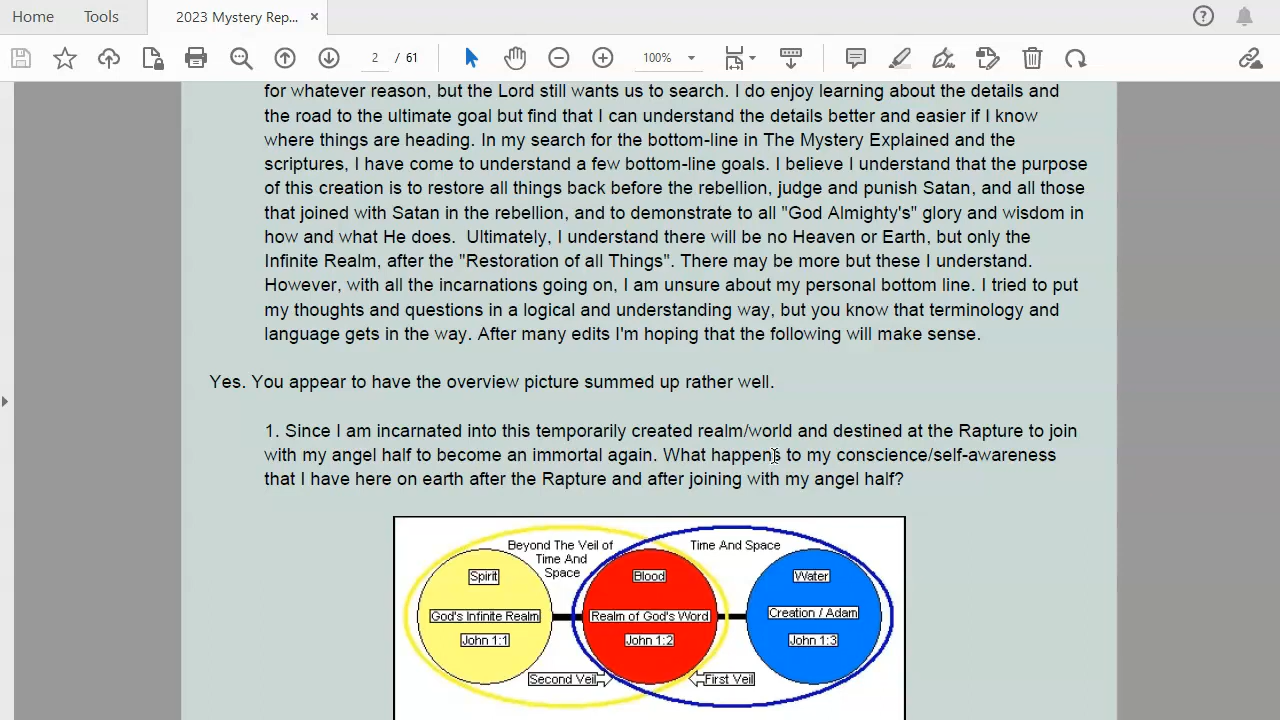 Home
Tools
2023 Mystery Rep...
2 / 61
100%
for whatever reason, but the Lord still wants us to search. I do enjoy learning about the details and
the road to the ultimate goal but find that I can understand the details better and easier if I know
where things are heading. In my search for the bottom-line in The Mystery Explained and the
scriptures, I have come to understand a few bottom-line goals. I believe I understand that the purpose
of this creation is to restore all things back before the rebellion, judge and punish Satan, and all those
that joined with Satan in the rebellion, and to demonstrate to all "God Almighty's" glory and wisdom in
how and what He does.  Ultimately, I understand there will be no Heaven or Earth, but only the
Infinite Realm, after the "Restoration of all Things". There may be more but these I understand.
However, with all the incarnations going on, I am unsure about my personal bottom line. I tried to put
my thoughts and questions in a logical and understanding way, but you know that terminology and
language gets in the way. After many edits I'm hoping that the following will make sense.
Yes. You appear to have the overview picture summed up rather well.
1. Since I am incarnated into this temporarily created realm/world and destined at the Rapture to join
with my angel half to become an immortal again. What happens to my conscience/self-awareness
that I have here on earth after the Rapture and after joining with my angel half?
Beyond The Veil of
Time And
Space
Time And Space
Spirit
God's Infinite Realm
John 1:1
Blood
Realm of God's Word
John 1:2
Water
Creation / Adam
John 1:3
Second Veil
First Veil